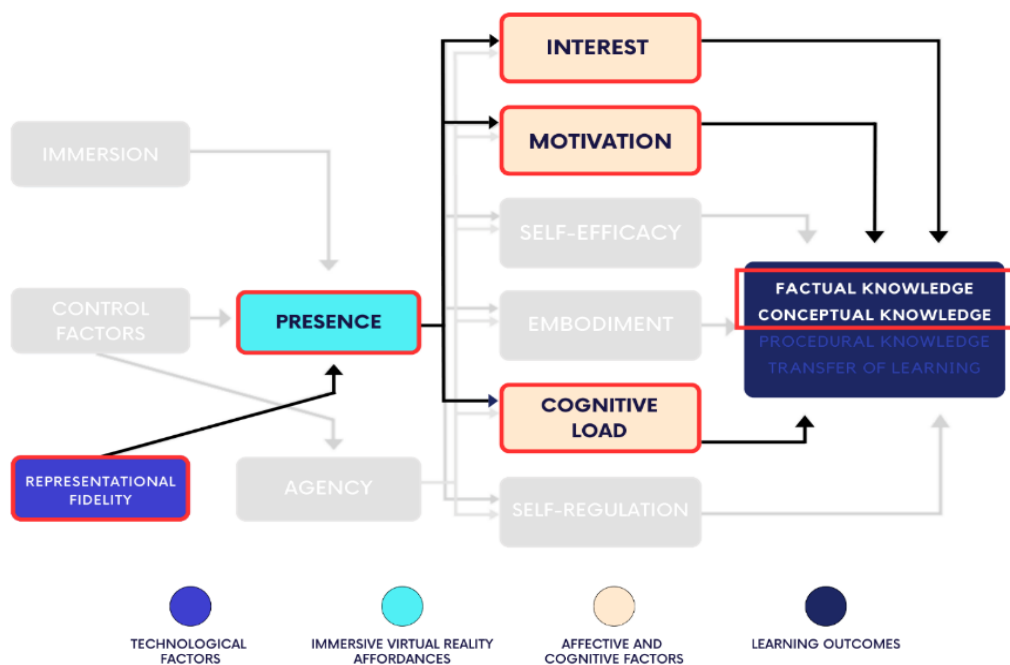 INTEREST
MOTIVATION
IMMERSION
SELF-EFFICACY
CONTROL
FACTORS
PRESENCE
EMBODIMENT
FACTUAL KNOWLEDGE
CONCEPTUAL KNOWLEDGE
PROCEDURAL KNOWLEDGE
TRANSFER OF LEARNING
COGNITIVE
LOAD
REPRESENTATIONAL
FIDELITY
AGENCY
SELF-REGULATION
TECHNOLOGICAL
FACTORS
IMMERSIVE VIRTUAL REALITY
AFFORDANCES
AFFECTIVE AND
COGNITIVE FACTORS
LEARNING OUTCOMES